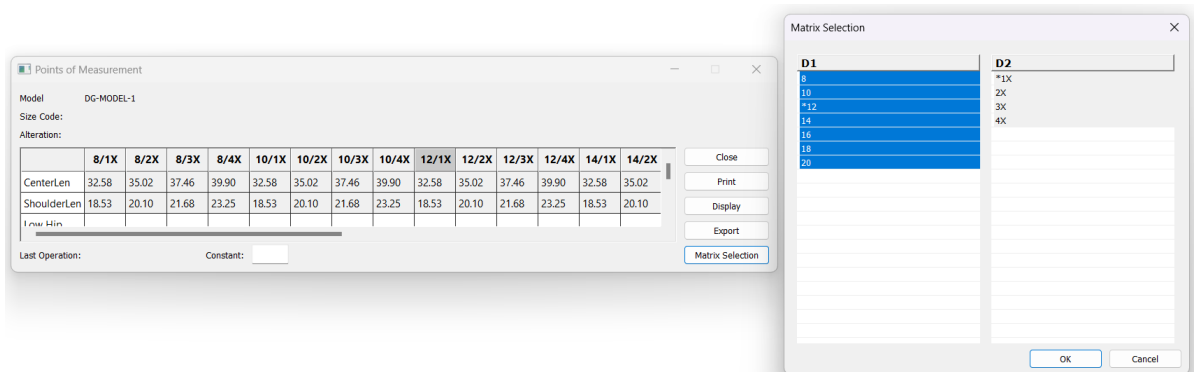 Points of Measurement
Model DG-MODEL-1
Size Code:
Alteration:
8/1X 8/2X 8/3X 8/4X 10/1X 10/2X 10/3X 10/4X 12/1X 12/2X 12/3X 12/4X 14/1X 14/2X
CenterLen 32.58 35.02 37.46 39.90 32.58 35.02 37.46 39.90 32.58 35.02 37.46 39.90 32.58 35.02
ShoulderLen 18.53 20.10 21.68 23.25 18.53 20.10 21.68 23.25 18.53 20.10 21.68 23.25 18.53 20.10
Low Hip
Last Operation: Constant:
Close
Print
Display
Export
Matrix Selection
Matrix Selection
D1
8
10
*12
14
16
18
20
D2
*1X
2X
3X
4X
OK Cancel